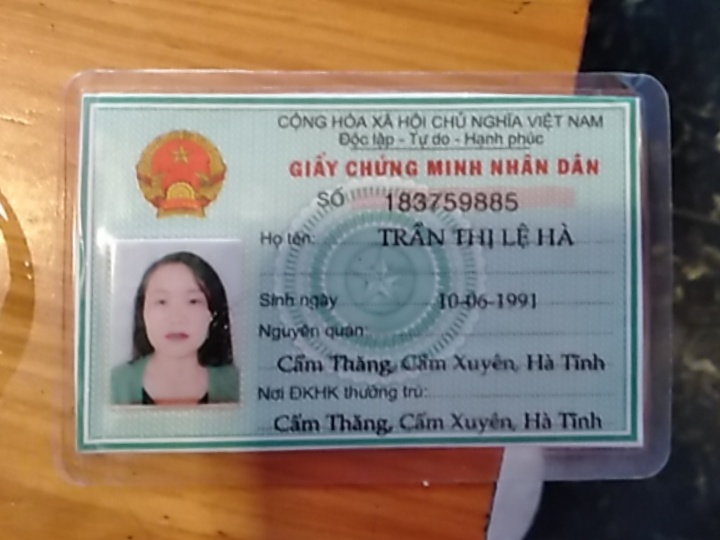 CỘNG HÒA XÃ HỘI CHỦ NGHĨA VIỆT NAM
Độc lập - Tự do - Hạnh phúc
GIẤY CHỨNG MINH NHÂN DÂN
SỐ 183759885
Họ tên: TRẦN THỊ LỆ HÀ
Sinh ngày 10-06-1991
Nguyên quán:
Cẩm Thăng, Cẩm Xuyên, Hà Tĩnh
Nơi ĐKHK thường trú:
Cẩm Thăng, Cẩm Xuyên, Hà Tĩnh